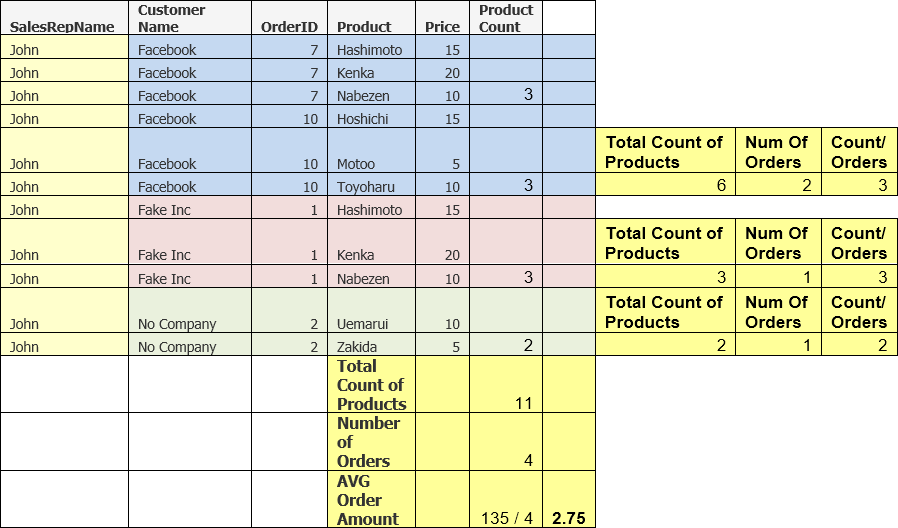 SalesRepName Customer Name OrderID Product Price Product Count
John Facebook 7 Hashimoto 15
John Facebook 7 Kenka 20
John Facebook 7 Nabezen 10 3
John Facebook 10 Hoshichi 15
Total Count of Products Num Of Orders Count/ Orders
John Facebook 10 Motoo 5
John Facebook 10 Toyoharu 10 3 6 2 3
John Fake Inc 1 Hashimoto 15
Total Count of Products Num Of Orders Count/ Orders
John Fake Inc 1 Kenka 20
John Fake Inc 1 Nabezen 10 3 3 1 3
Total Count of Products Num Of Orders Count/ Orders
John No Company 2 Uemarui 10
John No Company 2 Zakida 5 2 2 1 2
Total
Count of
Products 11
Number
of
Orders 4
AVG
Order
Amount 135 / 4 2.75